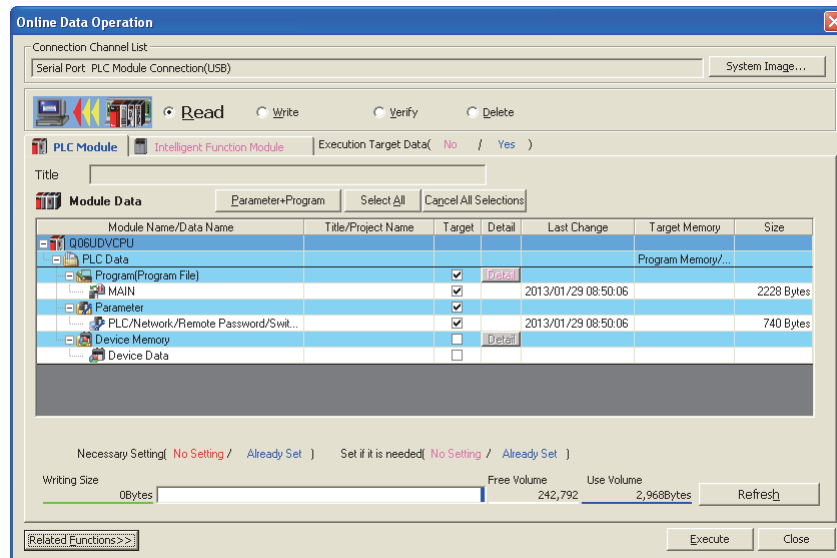 Online Data Operation
Connection Channel List
Serial Port PLC Module Connection(USB)
System Image...
Read Write Verify Delete
PLC Module Intelligent Function Module Execution Target Data( No / Yes )
Title
Module Data Parameter+Program Select All Cancel All Selections
Module Name/Data Name Title/Project Name Target Detail Last Change Target Memory Size
Q06UDVCPU
PLC Data Program Memory/...
Program(Program File) Detail
MAIN 2013/01/29 08:50:06 2228 Bytes
Parameter
PLC/Network/Remote Password/Swit... 2013/01/29 08:50:06 740 Bytes
Device Memory Detail
Device Data
Necessary Setting( No Setting / Already Set ) Set if it is needed( No Setting / Already Set )
Writing Size Free Volume Use Volume
0Bytes 242,792 2,968Bytes Refresh
Related Functions>> Execute Close